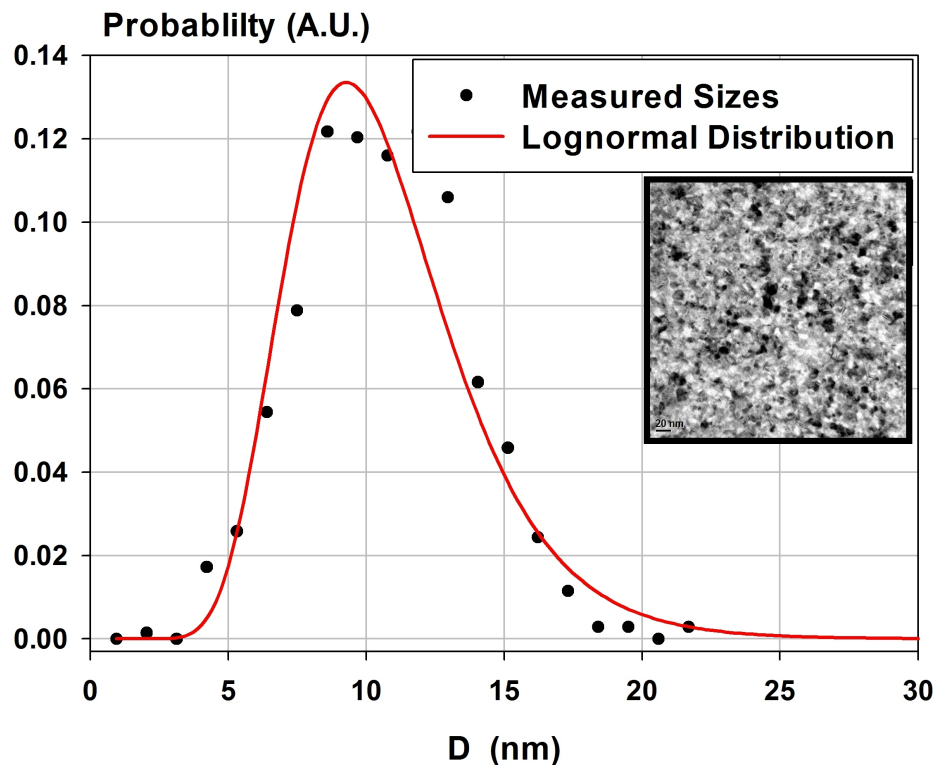 Probablilty (A.U.)
0.14
0.12
0.10
0.08
0.06
0.04
0.02
0.00
Measured Sizes
Lognormal Distribution
20 nm
0 5 10 15 20 25 30
D (nm)